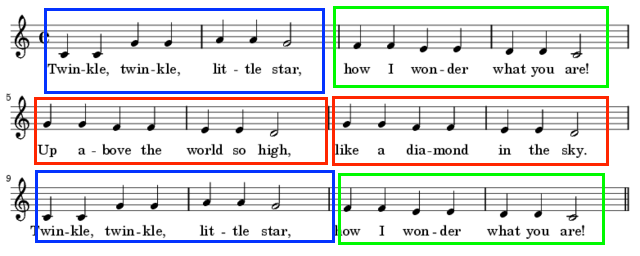 Twin-kle, twin-kle, lit - tle star, how I won-der what you are!
5
Up a-bove the world so high, like a dia-mond in the sky.
9
Twin-kle, twin-kle, lit - tle star, how I won-der what you are!